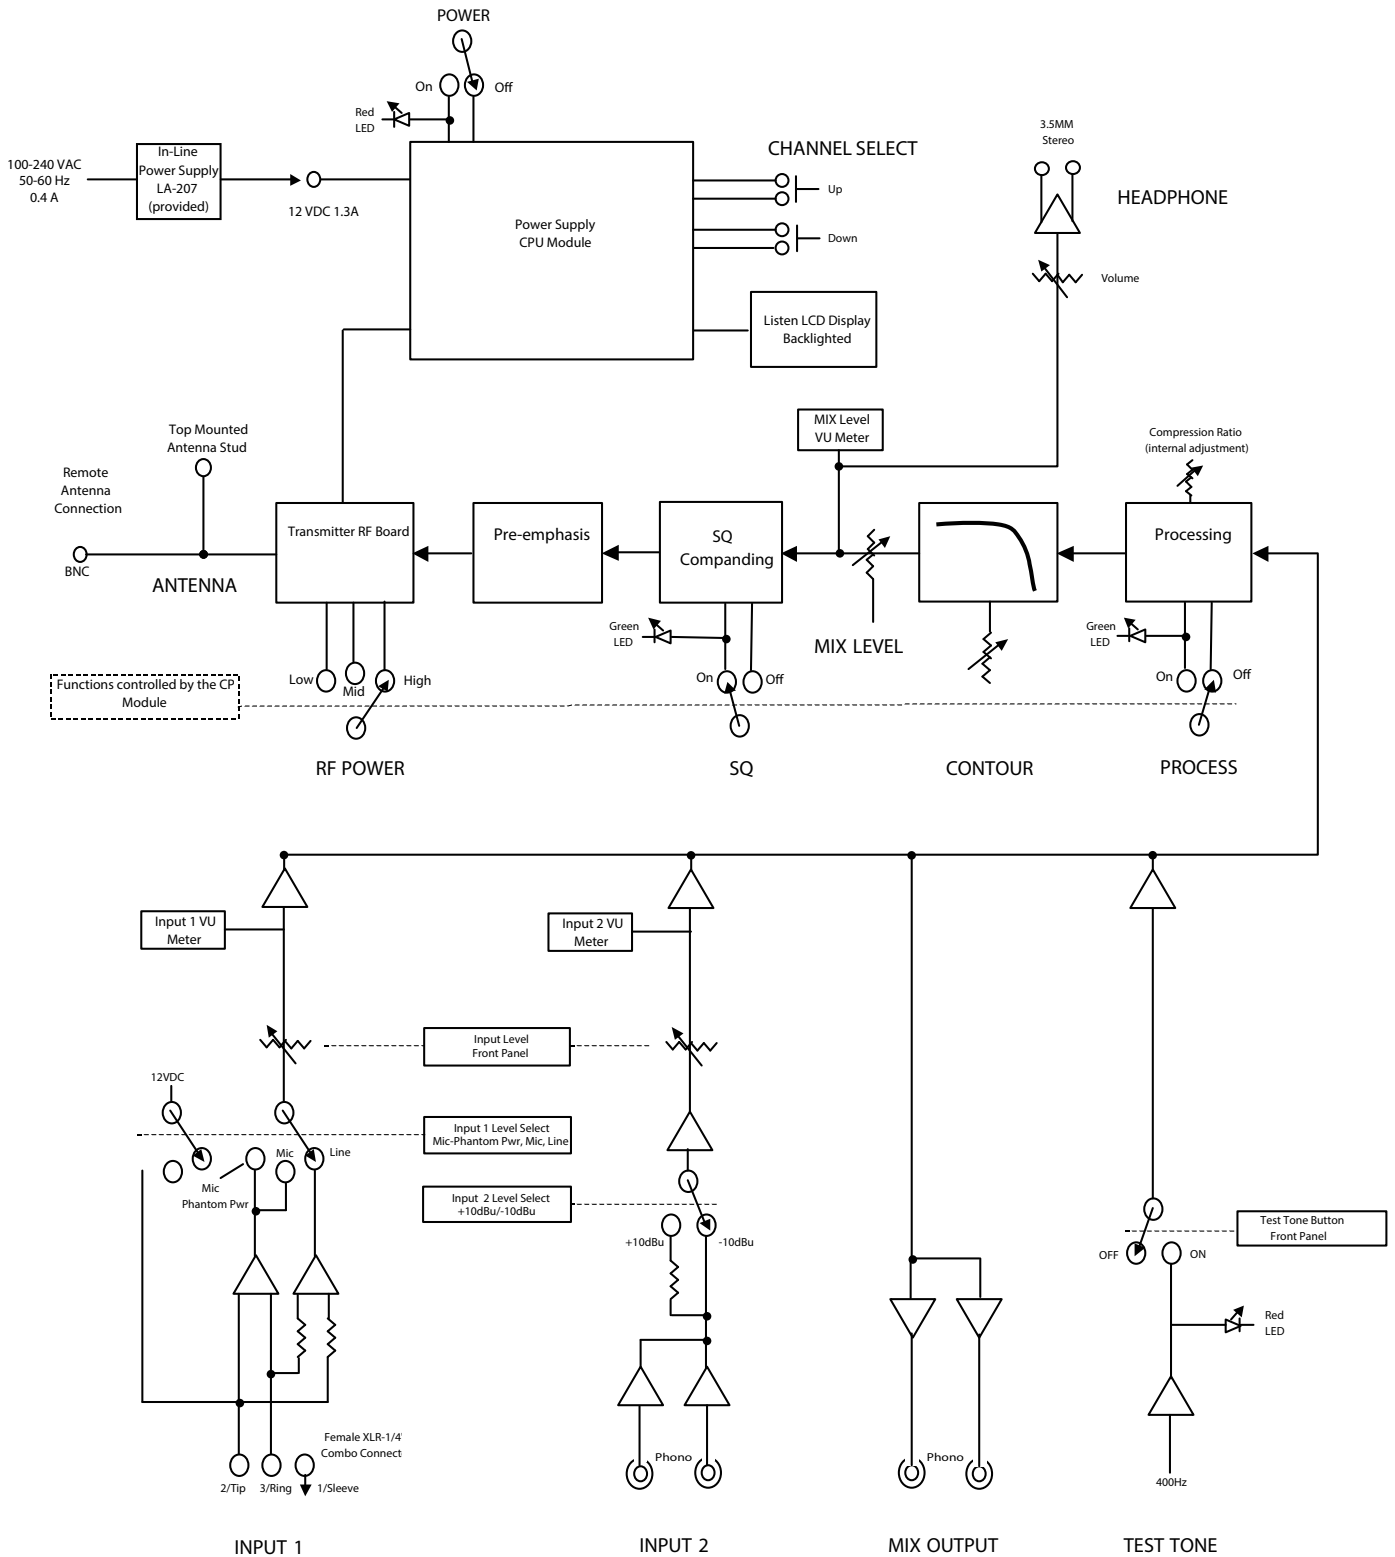 POWER
On
Off
Red
LED
100-240 VAC
50-60 Hz
0.4 A
In-Line
Power Supply
LA-207
(provided)
12 VDC 1.3A
Power Supply
CPU Module
CHANNEL SELECT
Up
Down
Listen LCD Display
Backlighted
3.5MM
Stereo
HEADPHONE
Volume
MIX Level
VU Meter
Compression Ratio
(internal adjustment)
Top Mounted
Antenna Stud
Remote
Antenna
Connection
BNC
ANTENNA
Transmitter RF Board
Pre-emphasis
SQ
Companding
Processing
Green
LED
MIX LEVEL
Green
LED
Low
Mid
High
On
Off
On
Off
Functions controlled by the CP
Module
RF POWER
SQ
CONTOUR
PROCESS
Input 1 VU
Meter
Input 2 VU
Meter
Input Level
Front Panel
12VDC
Input 1 Level Select
Mic-Phantom Pwr, Mic, Line
Mic
Line
Mic
Phantom Pwr
Input 2 Level Select
+10dBu/-10dBu
+10dBu
-10dBu
Test Tone Button
Front Panel
OFF
ON
Red
LED
Female XLR-1/4'
Combo Connect
2/Tip
3/Ring
1/Sleeve
Phono
Phono
400Hz
INPUT 1
INPUT 2
MIX OUTPUT
TEST TONE